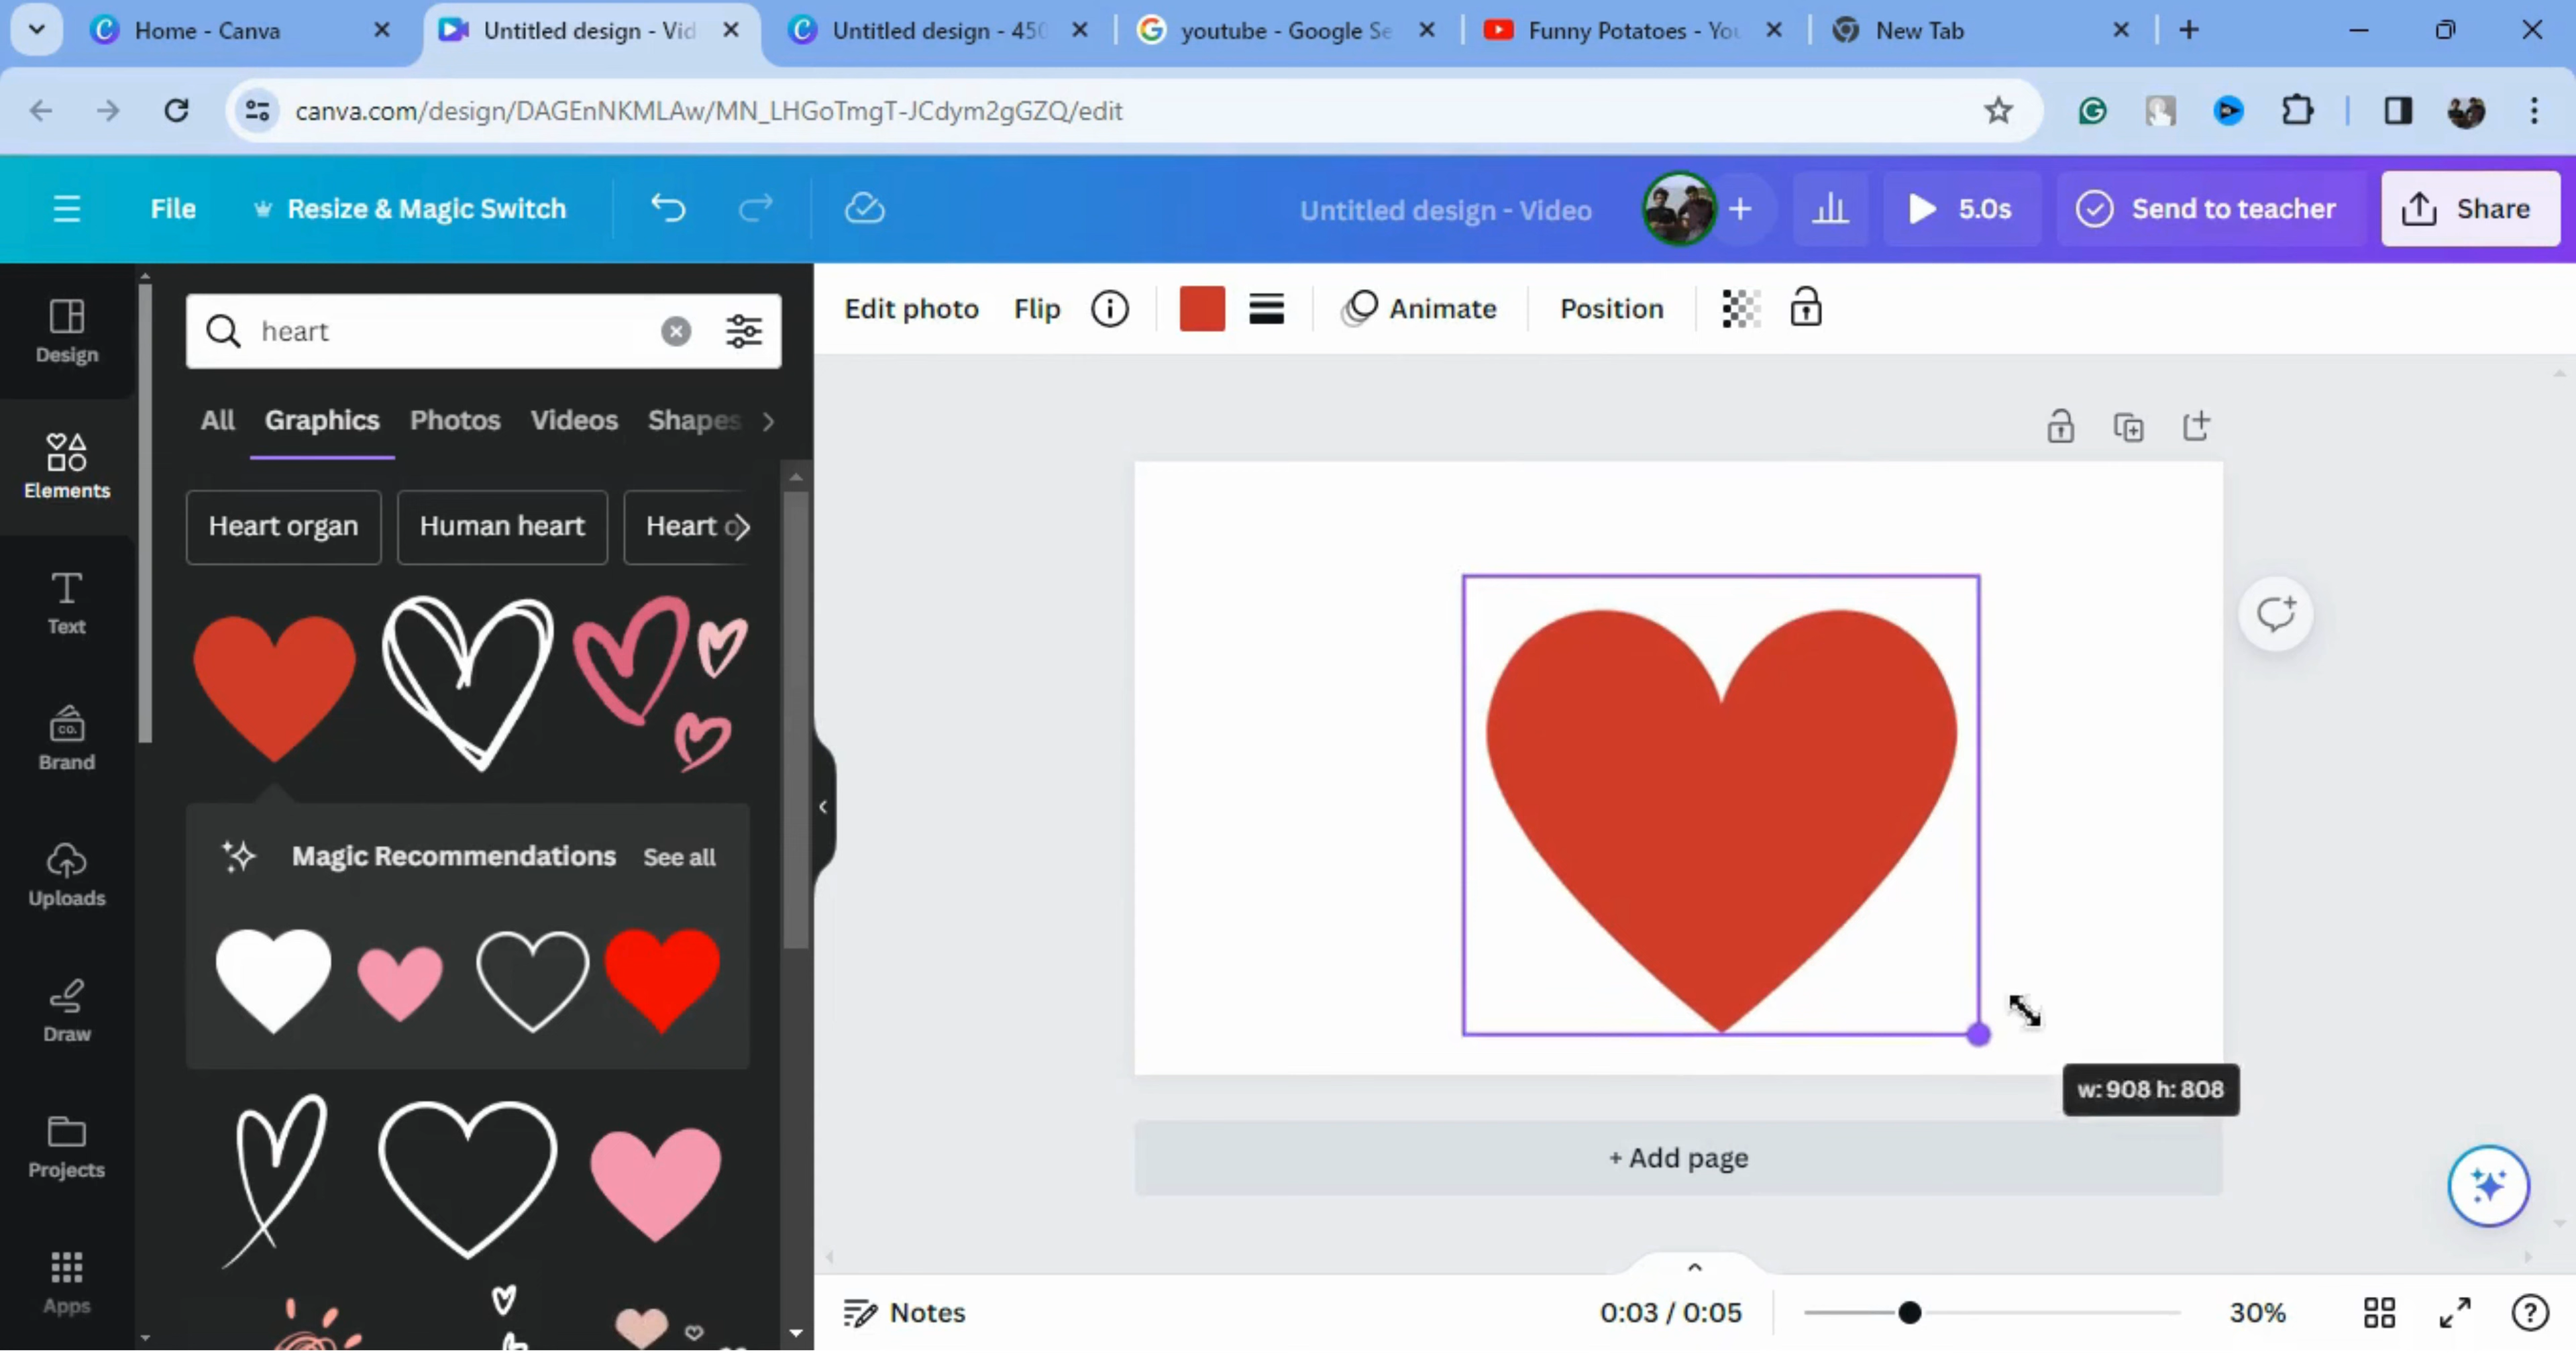 Home - Canva
Untitled design - Vid
Untitled design - 450
youtube - Google Se
Funny Potatoes - You
New Tab
canva.com/design/DAGEnNKMLAw/MN_LHGoTmgT-JCdym2gGZQ/edit
File
Resize & Magic Switch
Untitled design - Video
5.0s
Send to teacher
Share
Design
Elements
Text
Brand
CO.
Uploads
Draw
Projects
Apps
heart
All
Graphics
Photos
Videos
Shapes
Heart organ
Human heart
Heart o
Magic Recommendations
See all
Edit photo
Flip
Animate
Position
w: 908 h: 808
+ Add page
Notes
0:03 / 0:05
30%